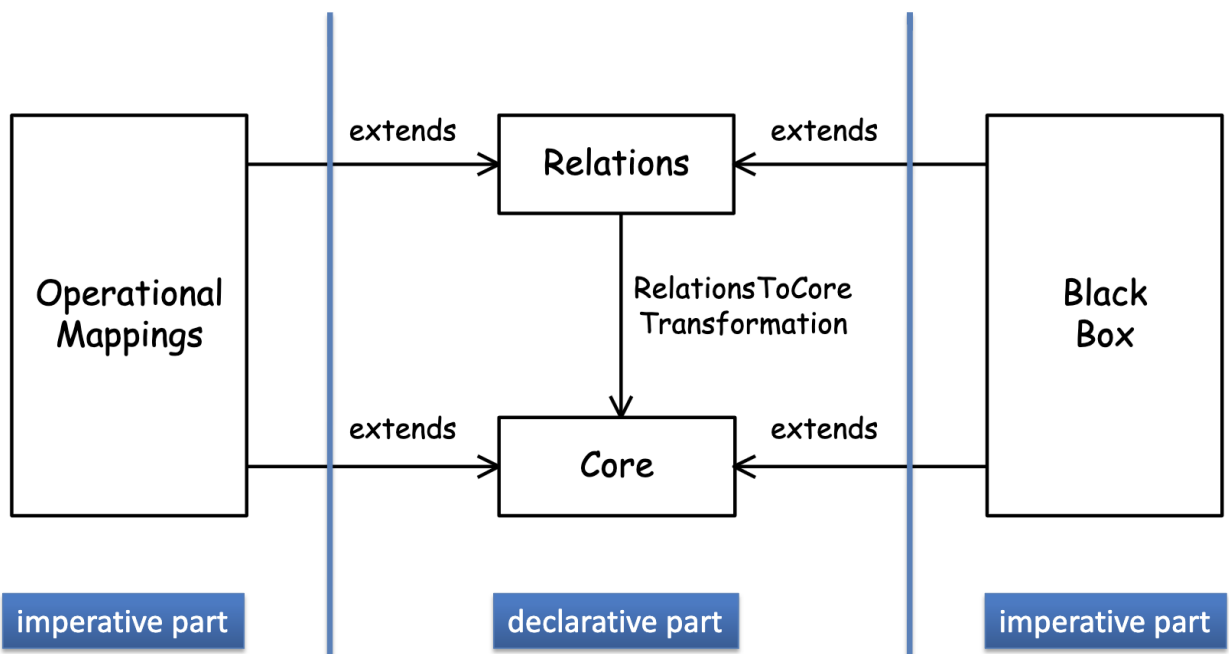 extends
extends
Relations
Operational
Mappings
RelationsToCore
Transformation
Black
Box
extends
extends
Core
imperative part
declarative part
imperative part